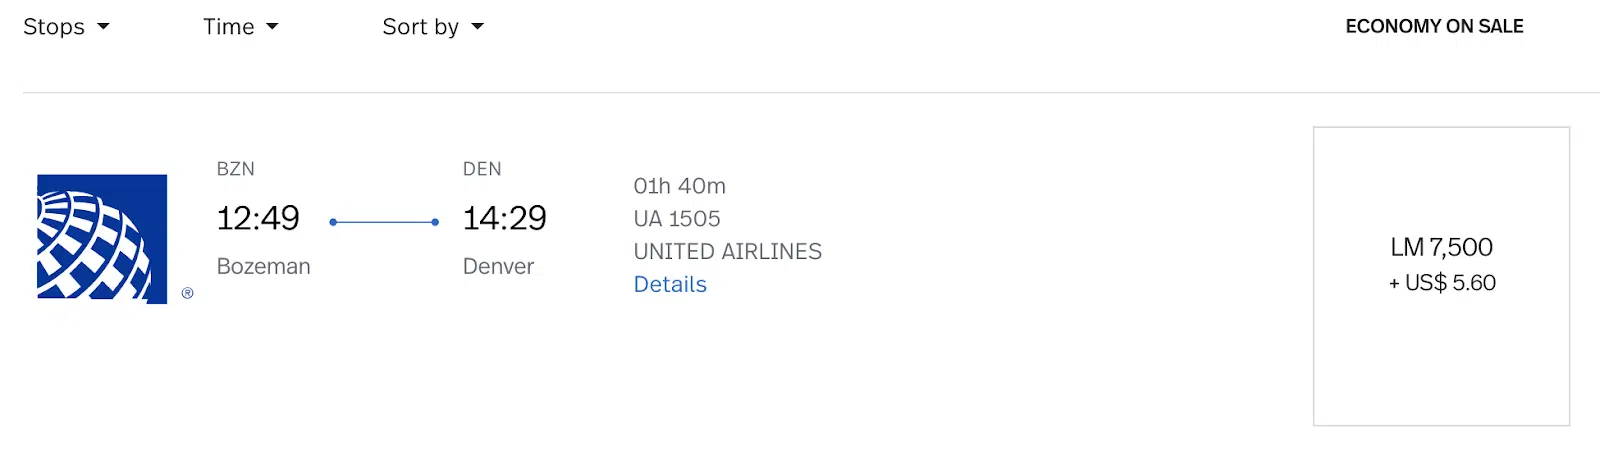 Stops Time Sort by ECONOMY ON SALE
BZN DEN
12:49 14:29
Bozeman Denver
®
01h 40m
UA 1505
UNITED AIRLINES
Details
LM 7,500
+ US$ 5.60